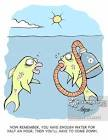 NOW REMEMBER, YOU HAVE ENOUGH WATER FOR
HALF AN HOUR, THEN YOU'LL HAVE TO COME DOWN!